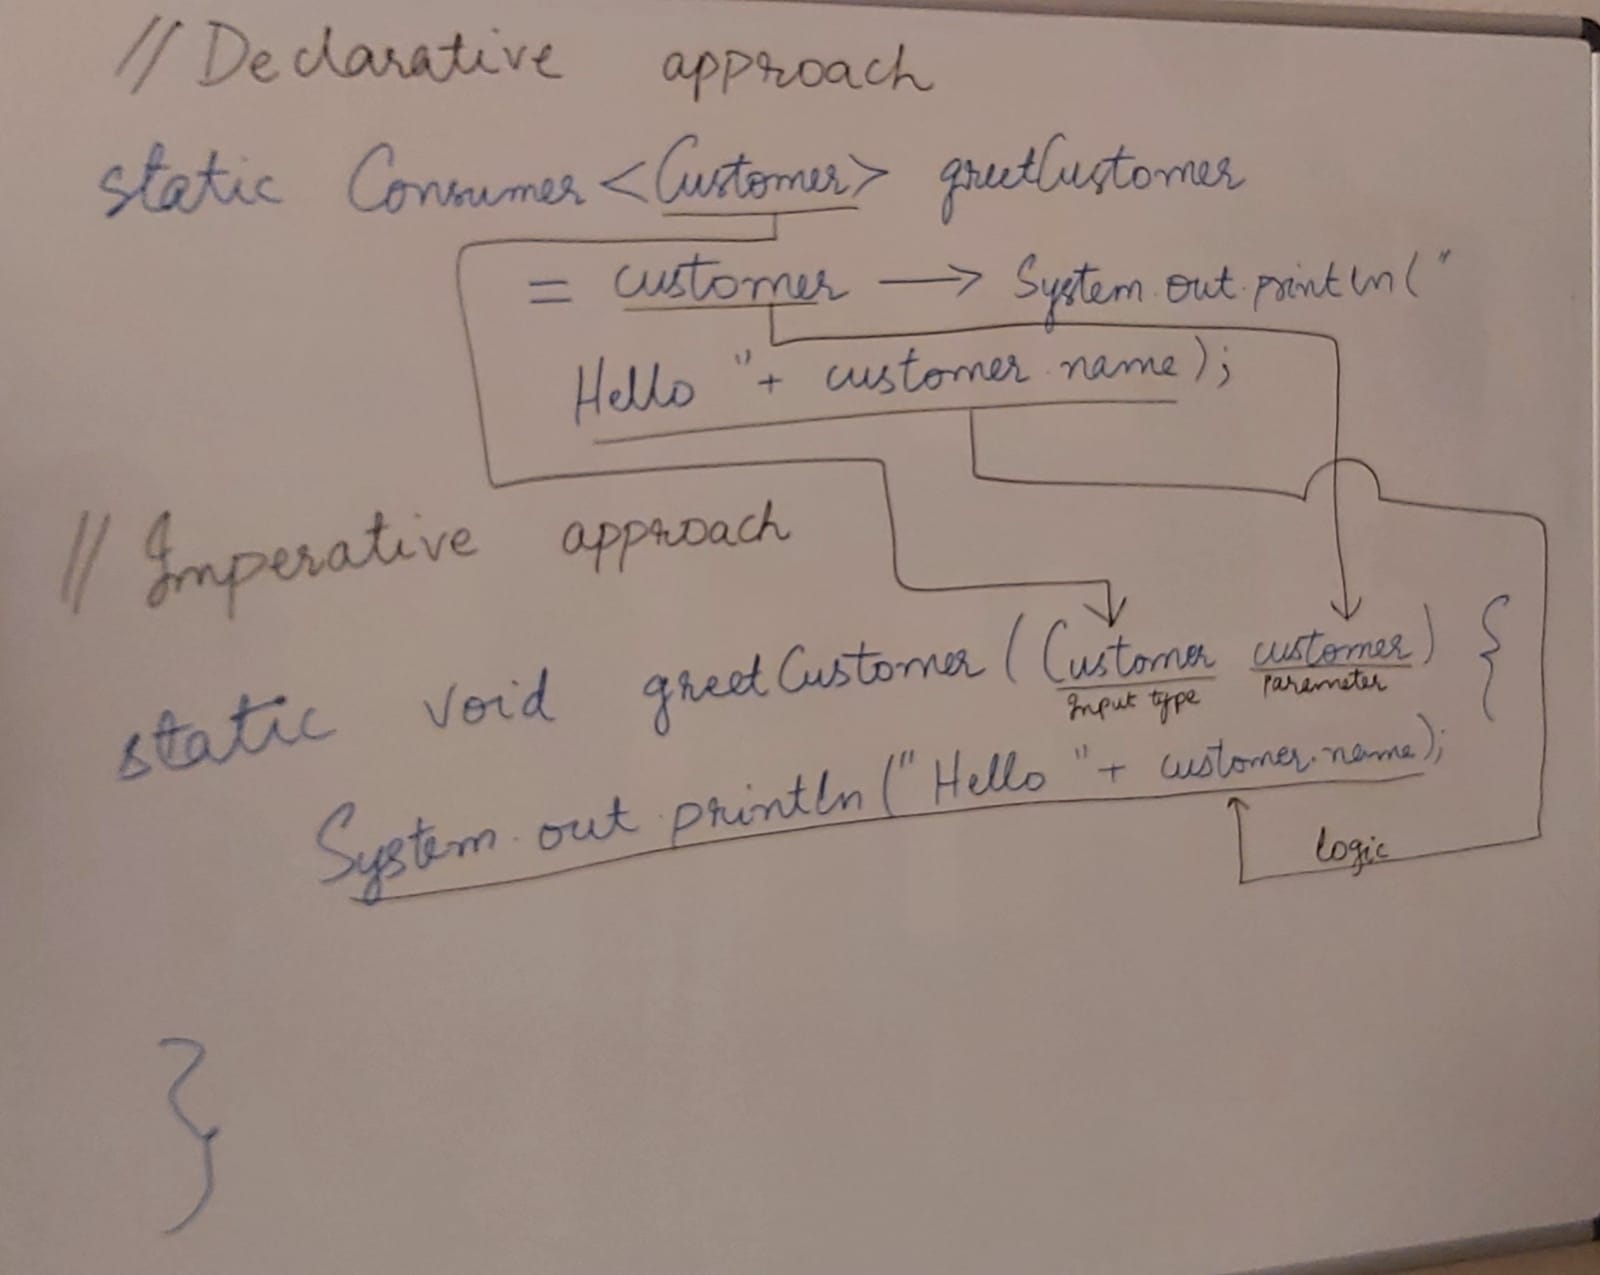 // Declarative approach
static Consumer <Customer> greetCustomer
= customer → System.out.println("
Hello "+ customer.name);
// Imperative approach
static void greetCustomer (Customer customer) {
Input type parameter
System.out.println("Hello "+ customer.name);
logic
}